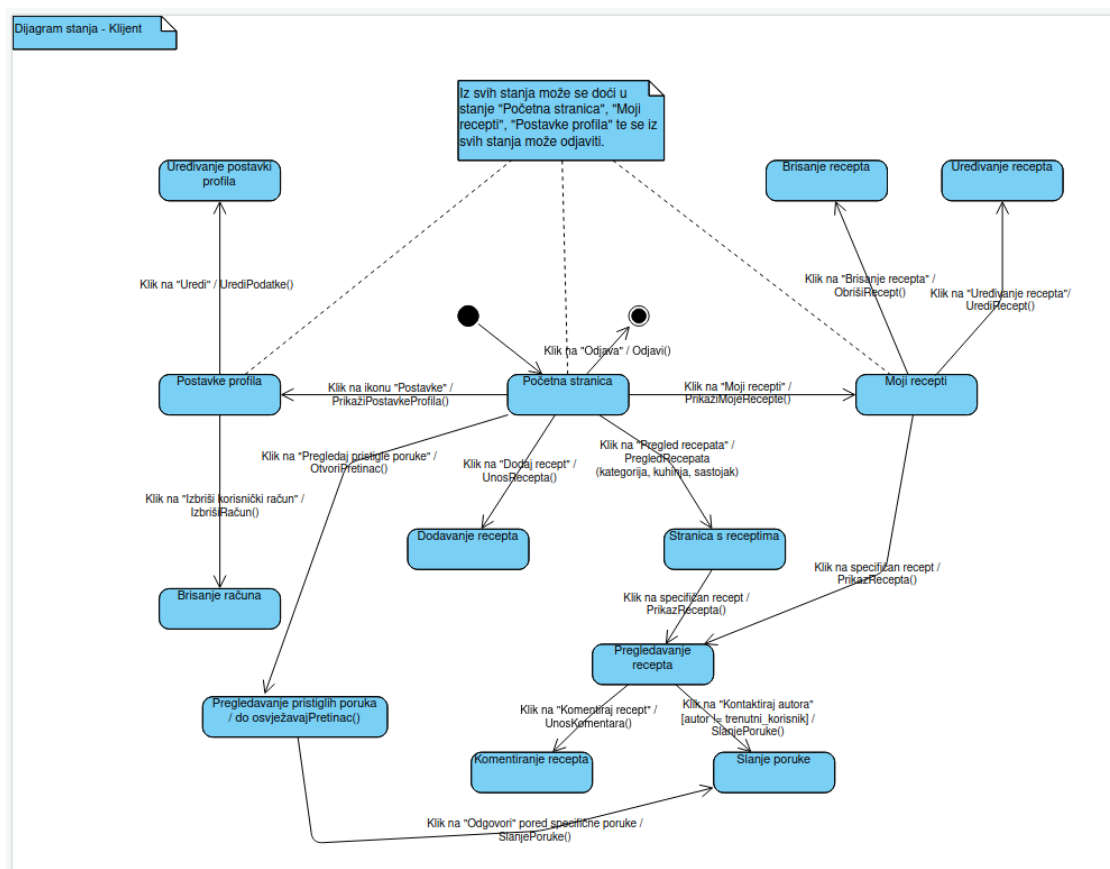 Dijagram stanja - Klijent
Iz svih stanja može se doći u
stanje "Početna stranica", "Moji
recepti", "Postavke profila" te se iz
svih stanja može odjaviti.
Uređivanje postavki
profila
Brisanje recepta
Uređivanje recepta
Klik na "Uredi" / UrediPodatke()
Klik na "Brisanje recepta" /
ObrišiRecept()
Klik na "Uređivanje recepta"/
UrediRecept()
Klik na "Odjava" / Odjavi()
Postavke profila
Klik na ikonu "Postavke" /
PrikažiPostavkeProfila()
Početna stranica
Klik na "Moji recepti" /
PrikaziMojeRecepte()
Moji recepti
Klik na "Pregledaj pristigle poruke" /
OtvoriPretinac()
Klik na "Dodaj recept" /
UnosRecepta()
Klik na "Pregled recepata" /
PregledRecepata
(kategorija, kuhinja, sastojak)
Klik na "Izbriši korisnički račun" /
IzbrišiRačun()
Dodavanje recepta
Stranica s receptima
Klik na specifičan recept /
PrikazRecepta()
Brisanje računa
Klik na specifičan recept /
PrikazRecepta()
Pregledavanje
recepta
Pregledavanje pristiglih poruka
/ do osvježavajPretinac()
Klik na "Komentiraj recept" /
UnosKomentara()
Klik na "Kontaktiraj autora"
[autor != trenutni_korisnik] /
SlanjePoruke()
Komentiranje recepta
Slanje poruke
Klik na "Odgovori" pored specifične poruke /
SlanjePoruke()